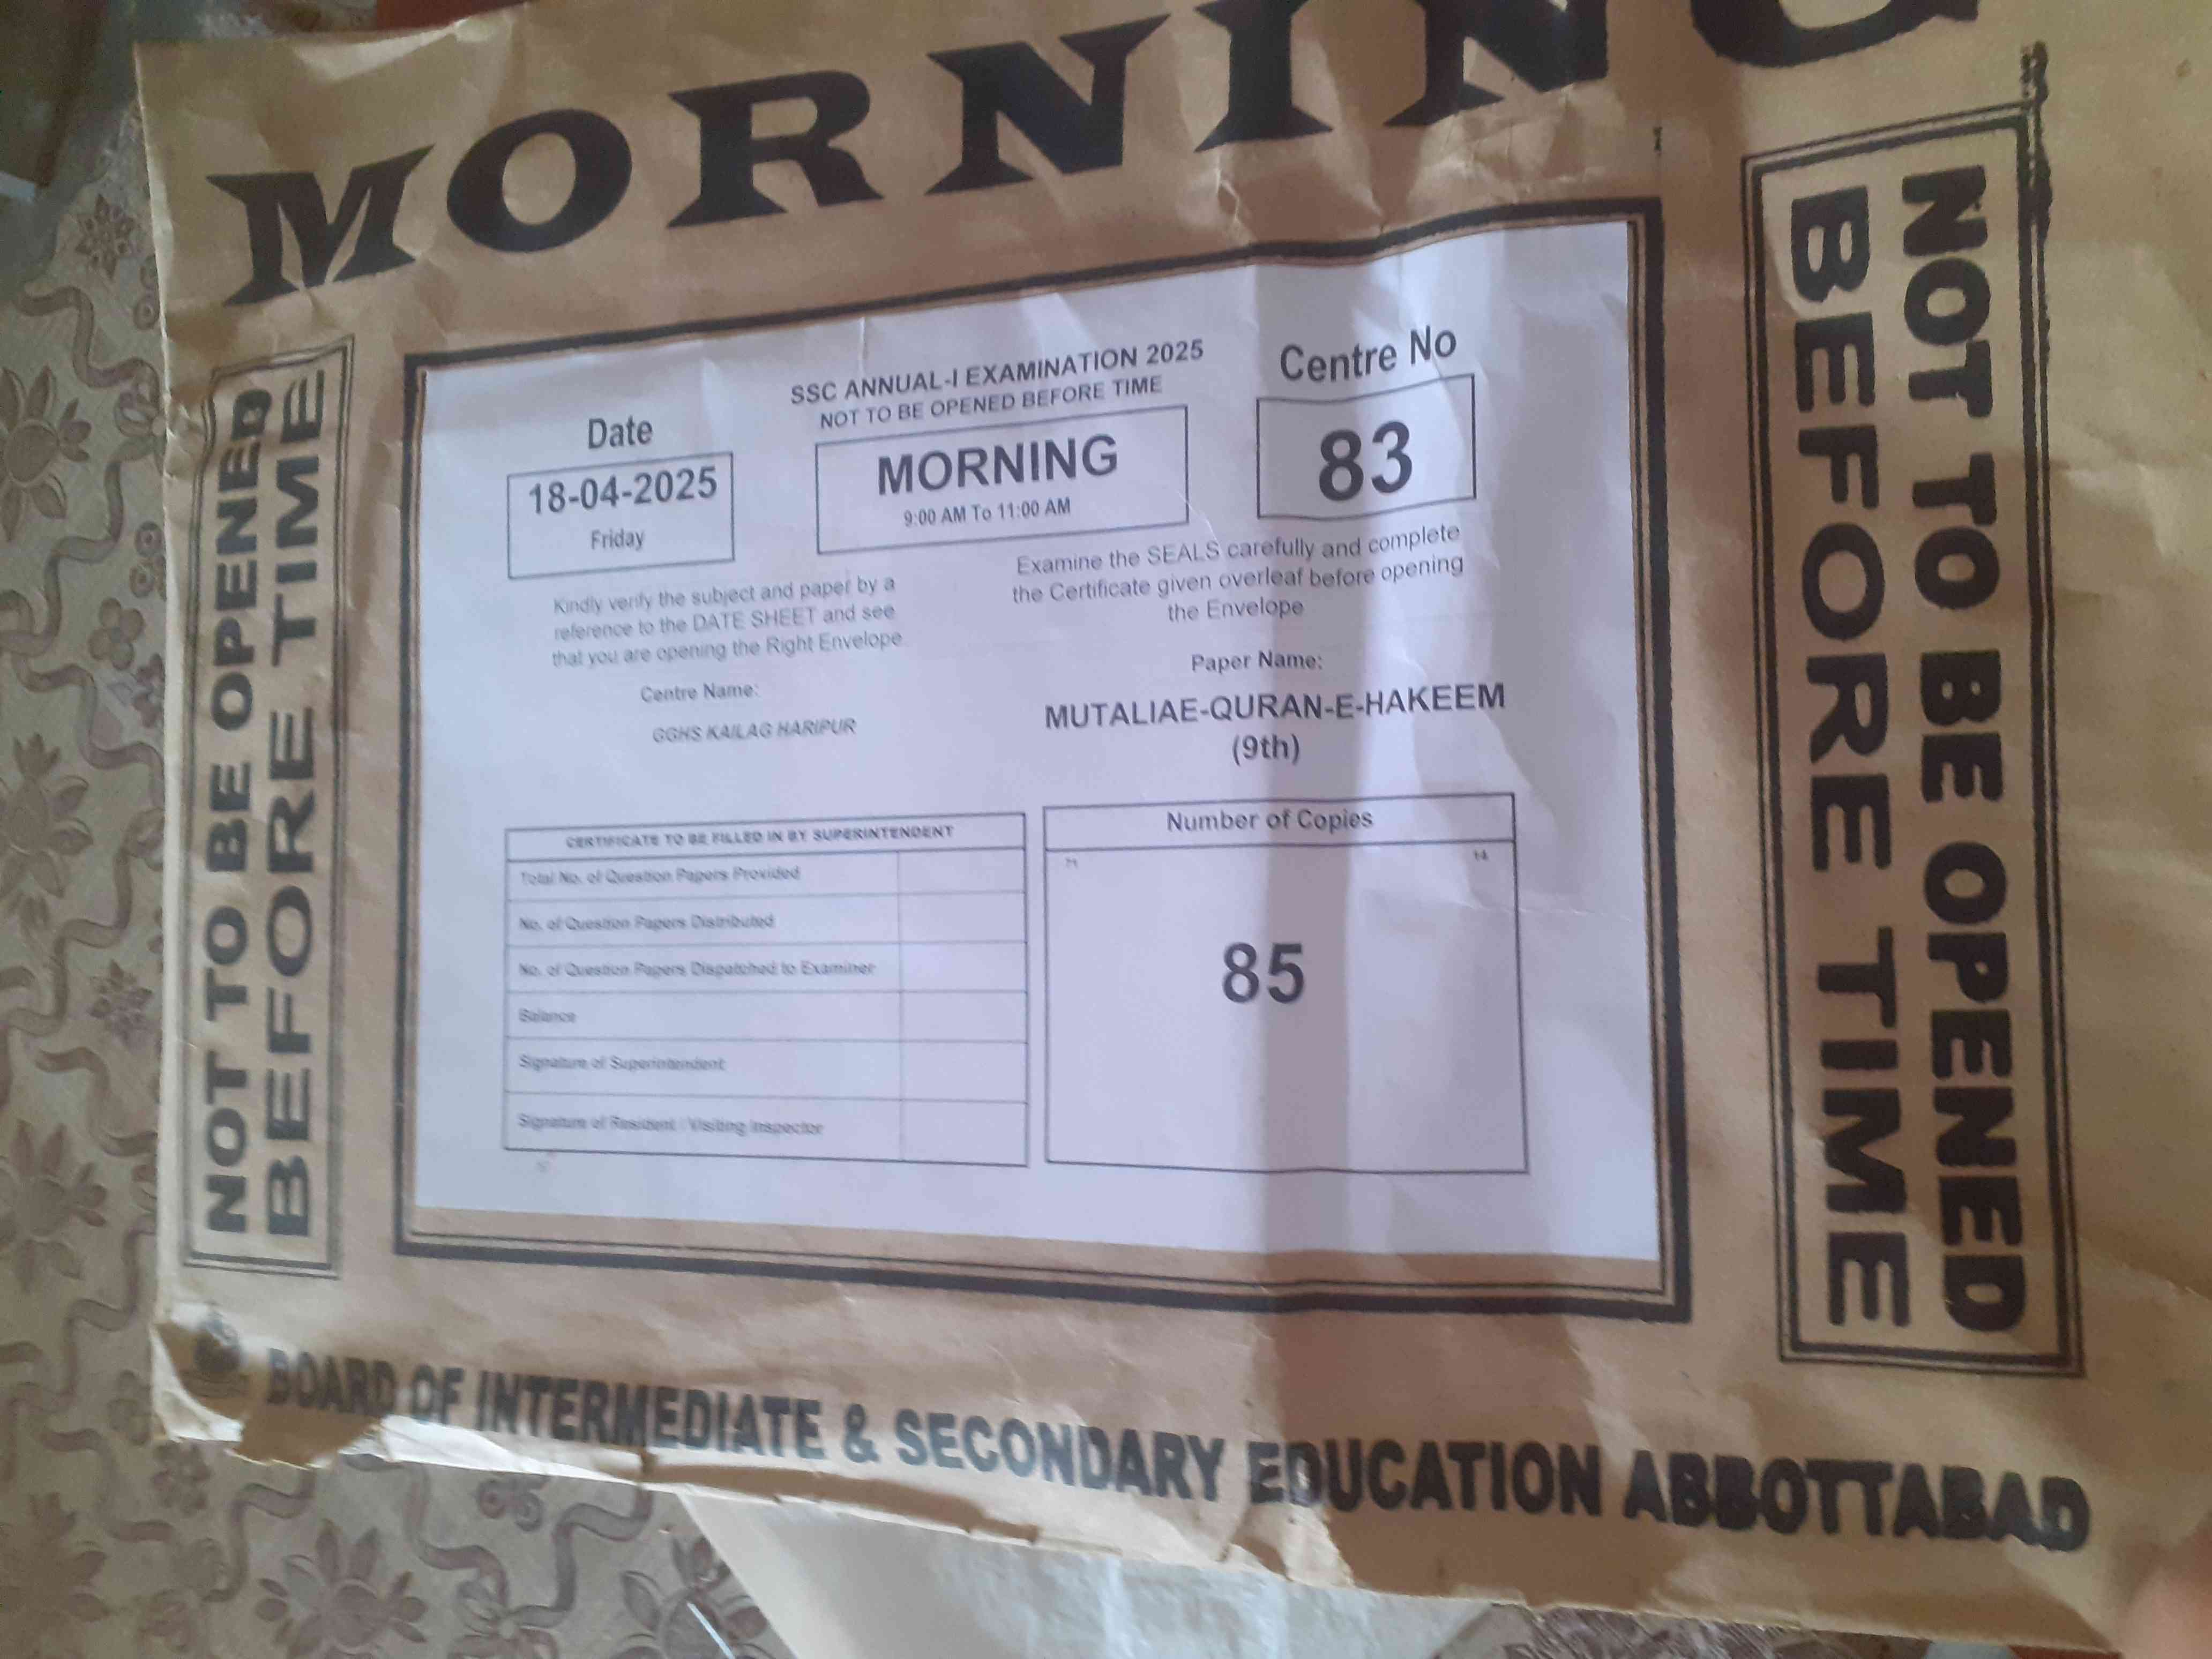 MORNING
NOT TO BE OPENED
BEFORE TIME
SSC ANNUAL-I EXAMINATION 2025
NOT TO BE OPENED BEFORE TIME
Date
18-04-2025
Friday
MORNING
9:00 AM To 11:00 AM
Centre No
83
Kindly verify the subject and paper by a
reference to the DATE SHEET and see
that you are opening the Right Envelope
Examine the SEALS carefully and complete
the Certificate given overleaf before opening
the Envelope
Centre Name:
GGHS KAILAG HARIPUR
Paper Name:
MUTALIAE-QURAN-E-HAKEEM
(9th)
CERTIFICATE TO BE FILLED IN BY SUPERINTENDENT
Total No. of Question Papers Provided
No. of Question Papers Distributed
No. of Question Papers Dispatched to Examiner
Balance
Signature of Superintendent
Signature of Resident / Visiting Inspector
Number of Copies
71 14
85
NOT TO BE OPENED
BEFORE TIME
BOARD OF INTERMEDIATE & SECONDARY EDUCATION ABBOTTABAD